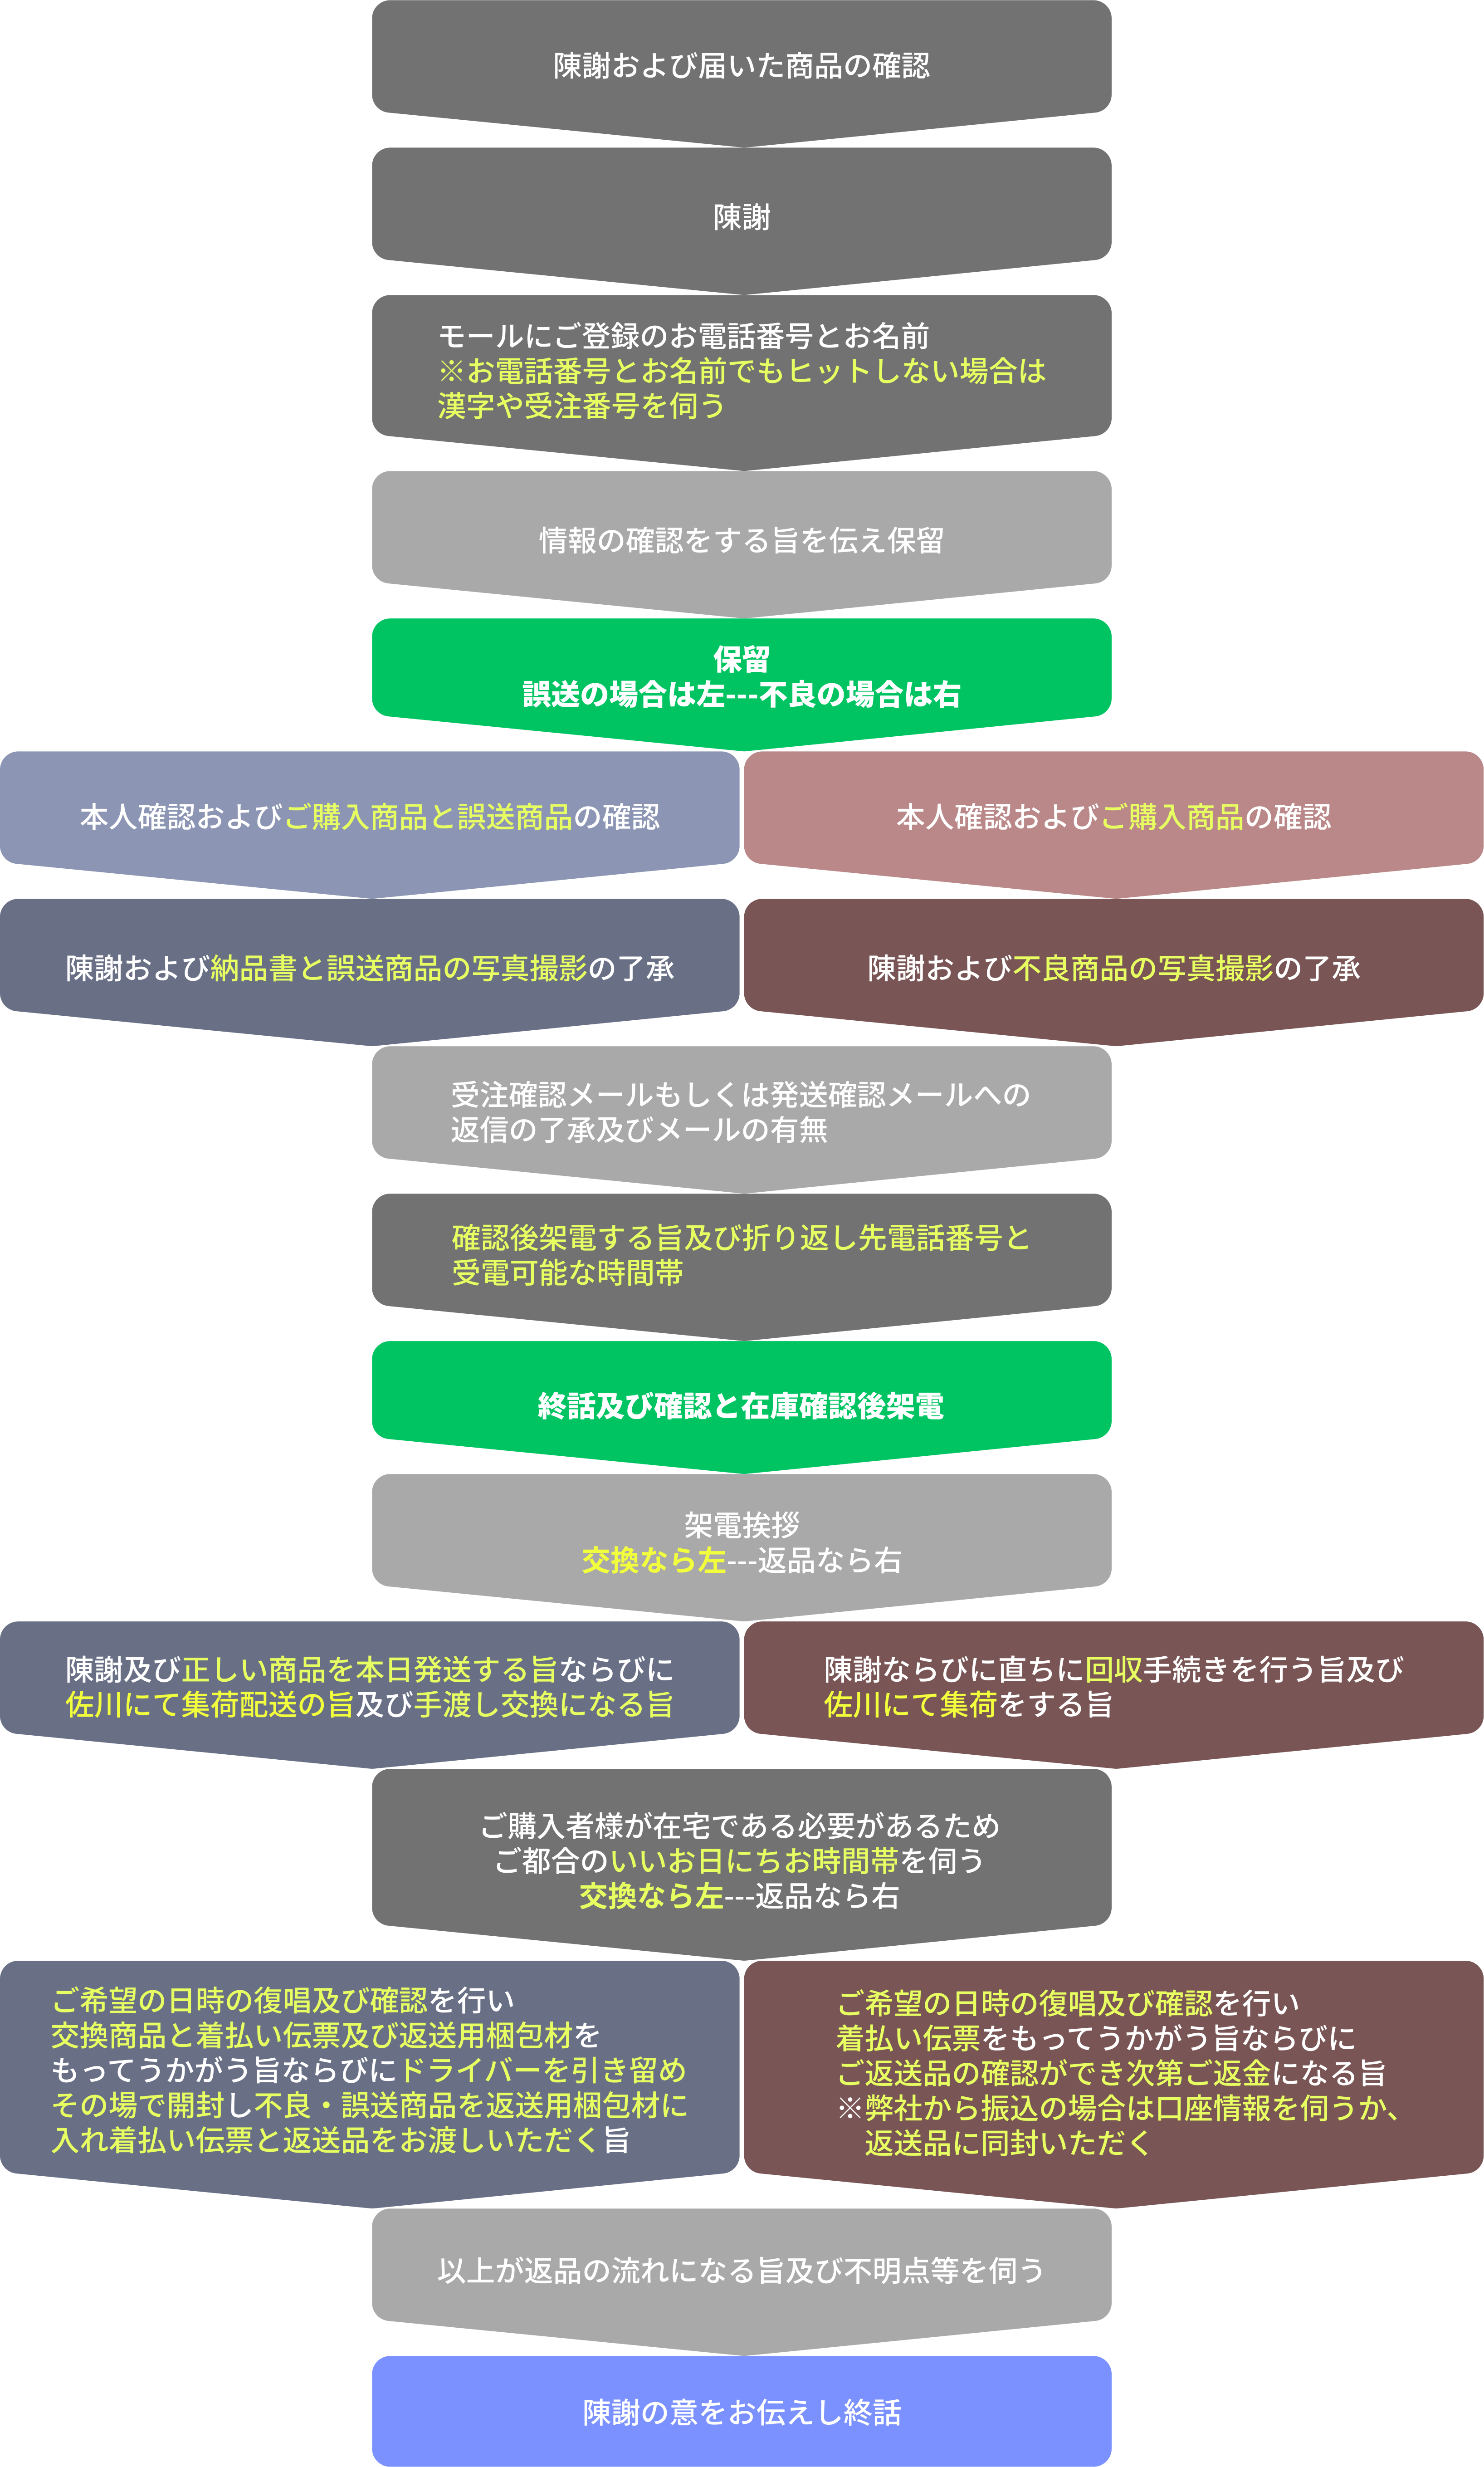 陳謝および届いた商品の確認
陳謝
モールにご登録のお電話番号とお名前
※お電話番号とお名前でもヒットしない場合は
漢字や受注番号を伺う
情報の確認をする旨を伝え保留
保留
誤送の場合は左---不良の場合は右
本人確認およびご購入商品と誤送商品の確認
本人確認およびご購入商品の確認
陳謝および納品書と誤送商品の写真撮影の了承
陳謝および不良商品の写真撮影の了承
受注確認メールもしくは発送確認メールへの
返信の了承及びメールの有無
確認後架電する旨及び折り返し先電話番号と
受電可能な時間帯
終話及び確認と在庫確認後架電
架電挨拶
交換なら左---返品なら右
陳謝及び正しい商品を本日発送する旨ならびに
佐川にて集荷配送の旨及び手渡し交換になる旨
陳謝ならびに直ちに回収手続きを行う旨及び
佐川にて集荷をする旨
ご購入者様が在宅である必要があるため
ご都合のいいお日にちお時間帯を伺う
交換なら左---返品なら右
ご希望の日時の復唱及び確認を行い
交換商品と着払い伝票及び返送用梱包材を
もってうかがう旨ならびにドライバーを引き留め
その場で開封し不良・誤送商品を返送用梱包材に
入れ着払い伝票と返送品をお渡しいただく旨
ご希望の日時の復唱及び確認を行い
着払い伝票をもってうかがう旨ならびに
ご返送品の確認ができ次第ご返金になる旨
※弊社から振込の場合は口座情報を伺うか、
返送品に同封いただく
以上が返品の流れになる旨及び不明点等を伺う
陳謝の意をお伝えし終話